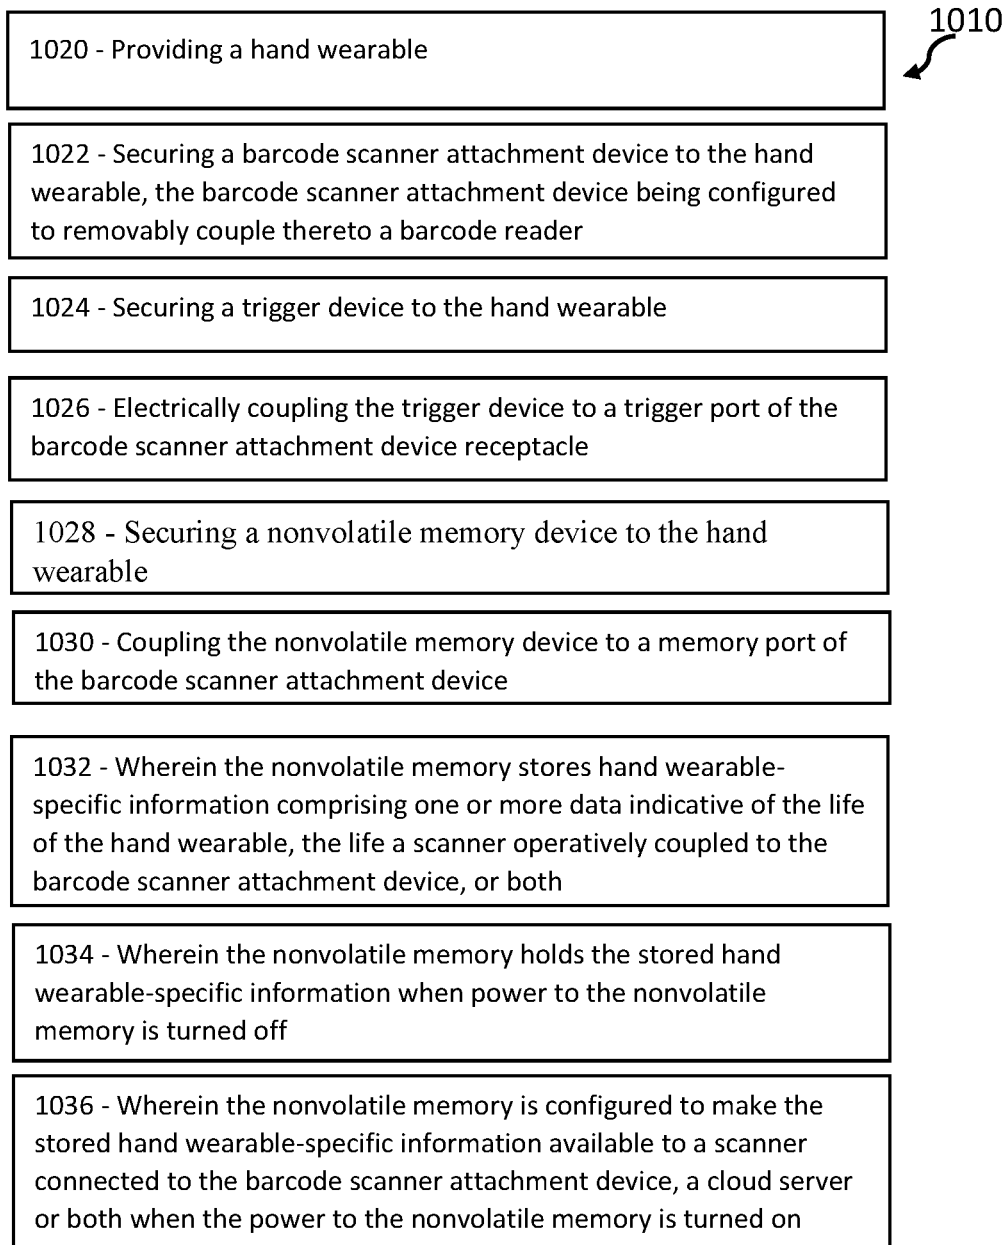 1010
1020 - Providing a hand wearable
1022 - Securing a barcode scanner attachment device to the hand
wearable, the barcode scanner attachment device being configured
to removably couple thereto a barcode reader
1024 - Securing a trigger device to the hand wearable
1026 - Electrically coupling the trigger device to a trigger port of the
barcode scanner attachment device receptacle
1028 - Securing a nonvolatile memory device to the hand
wearable
1030 - Coupling the nonvolatile memory device to a memory port of
the barcode scanner attachment device
1032 - Wherein the nonvolatile memory stores hand wearable-
specific information comprising one or more data indicative of the life
of the hand wearable, the life a scanner operatively coupled to the
barcode scanner attachment device, or both
1034 - Wherein the nonvolatile memory holds the stored hand
wearable-specific information when power to the nonvolatile
memory is turned off
1036 - Wherein the nonvolatile memory is configured to make the
stored hand wearable-specific information available to a scanner
connected to the barcode scanner attachment device, a cloud server
or both when the power to the nonvolatile memory is turned on